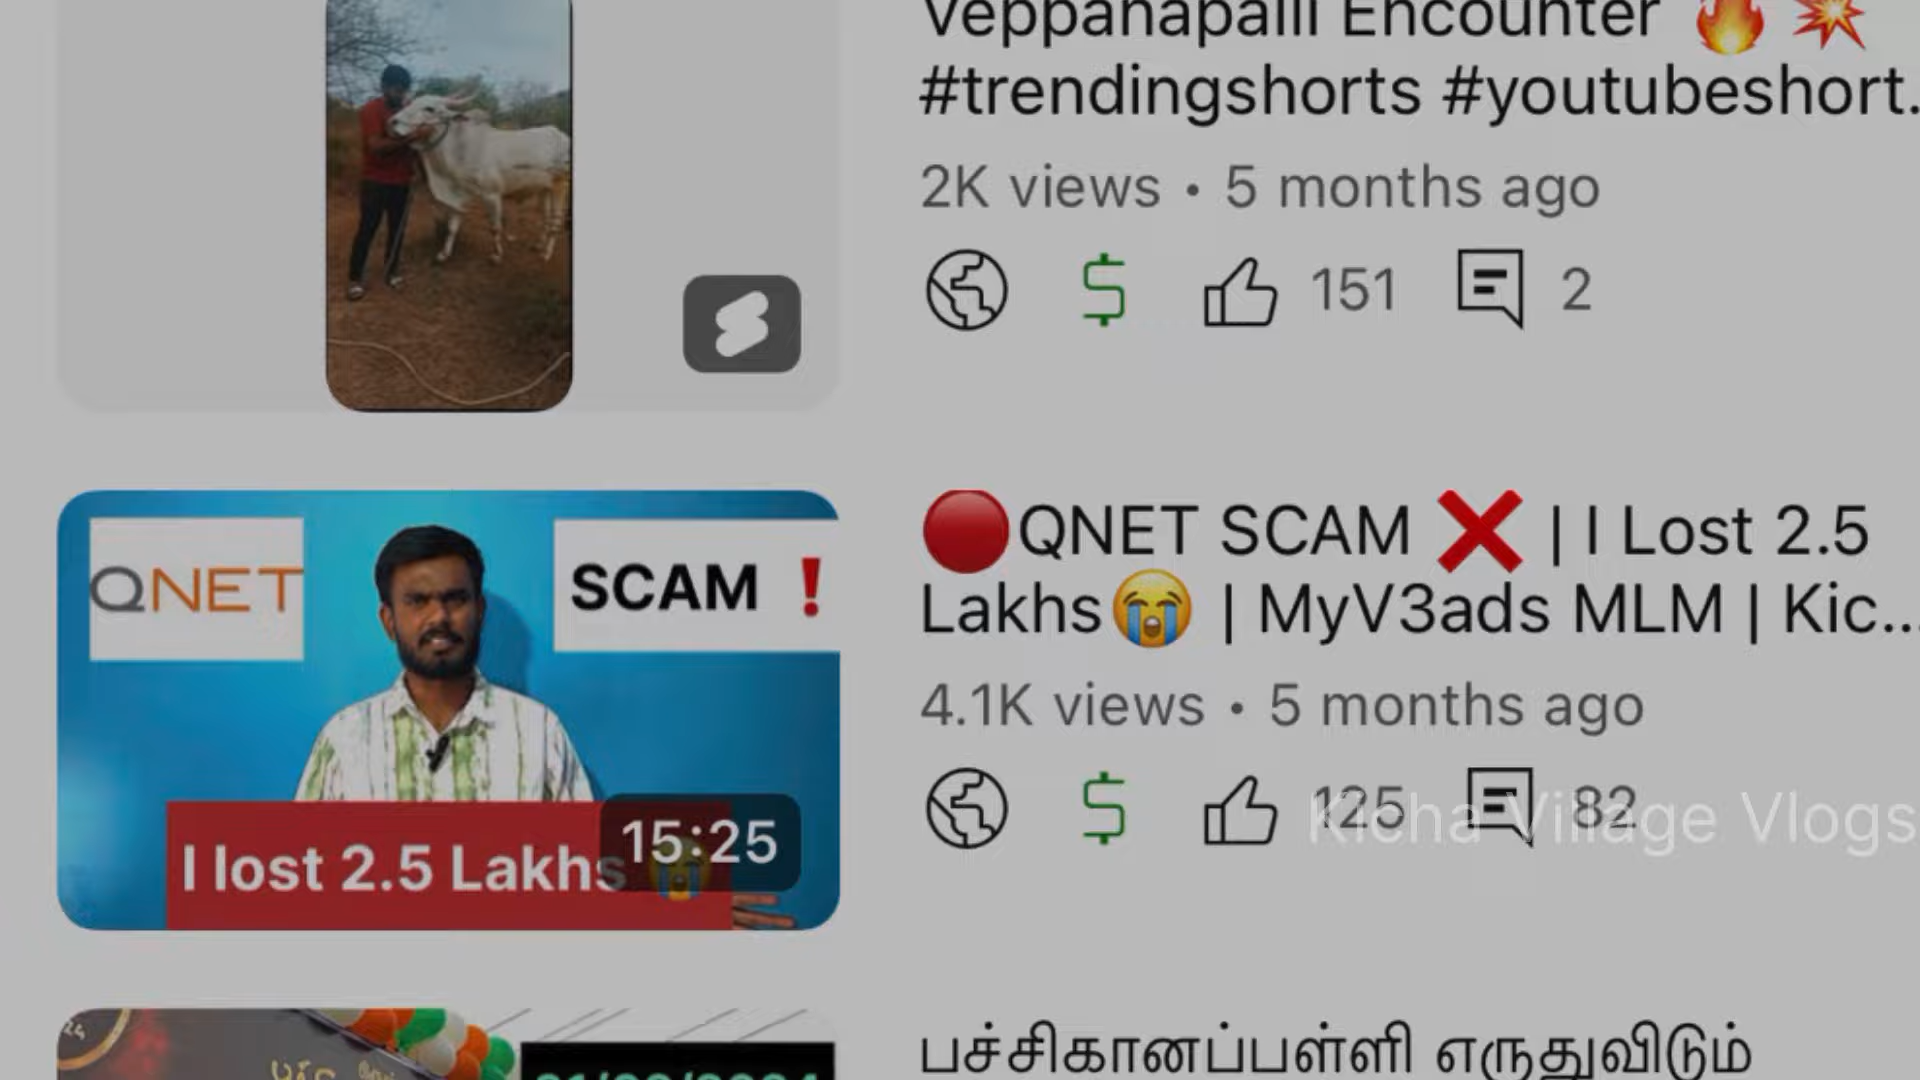 Veppanapalli Encounter 🔥 💥
#trendingshorts #youtubeshort.
2K views • 5 months ago
151
2
QNET
SCAM ❗
I lost 2.5 Lakhs 😭
15:25
🔴QNET SCAM ❌ | I Lost 2.5
Lakhs😭 | MyV3ads MLM | Kic...
4.1K views • 5 months ago
125
82
Kicha Village Vlogs
24
பச்சிகானப்பள்ளி எருதுவிடும்